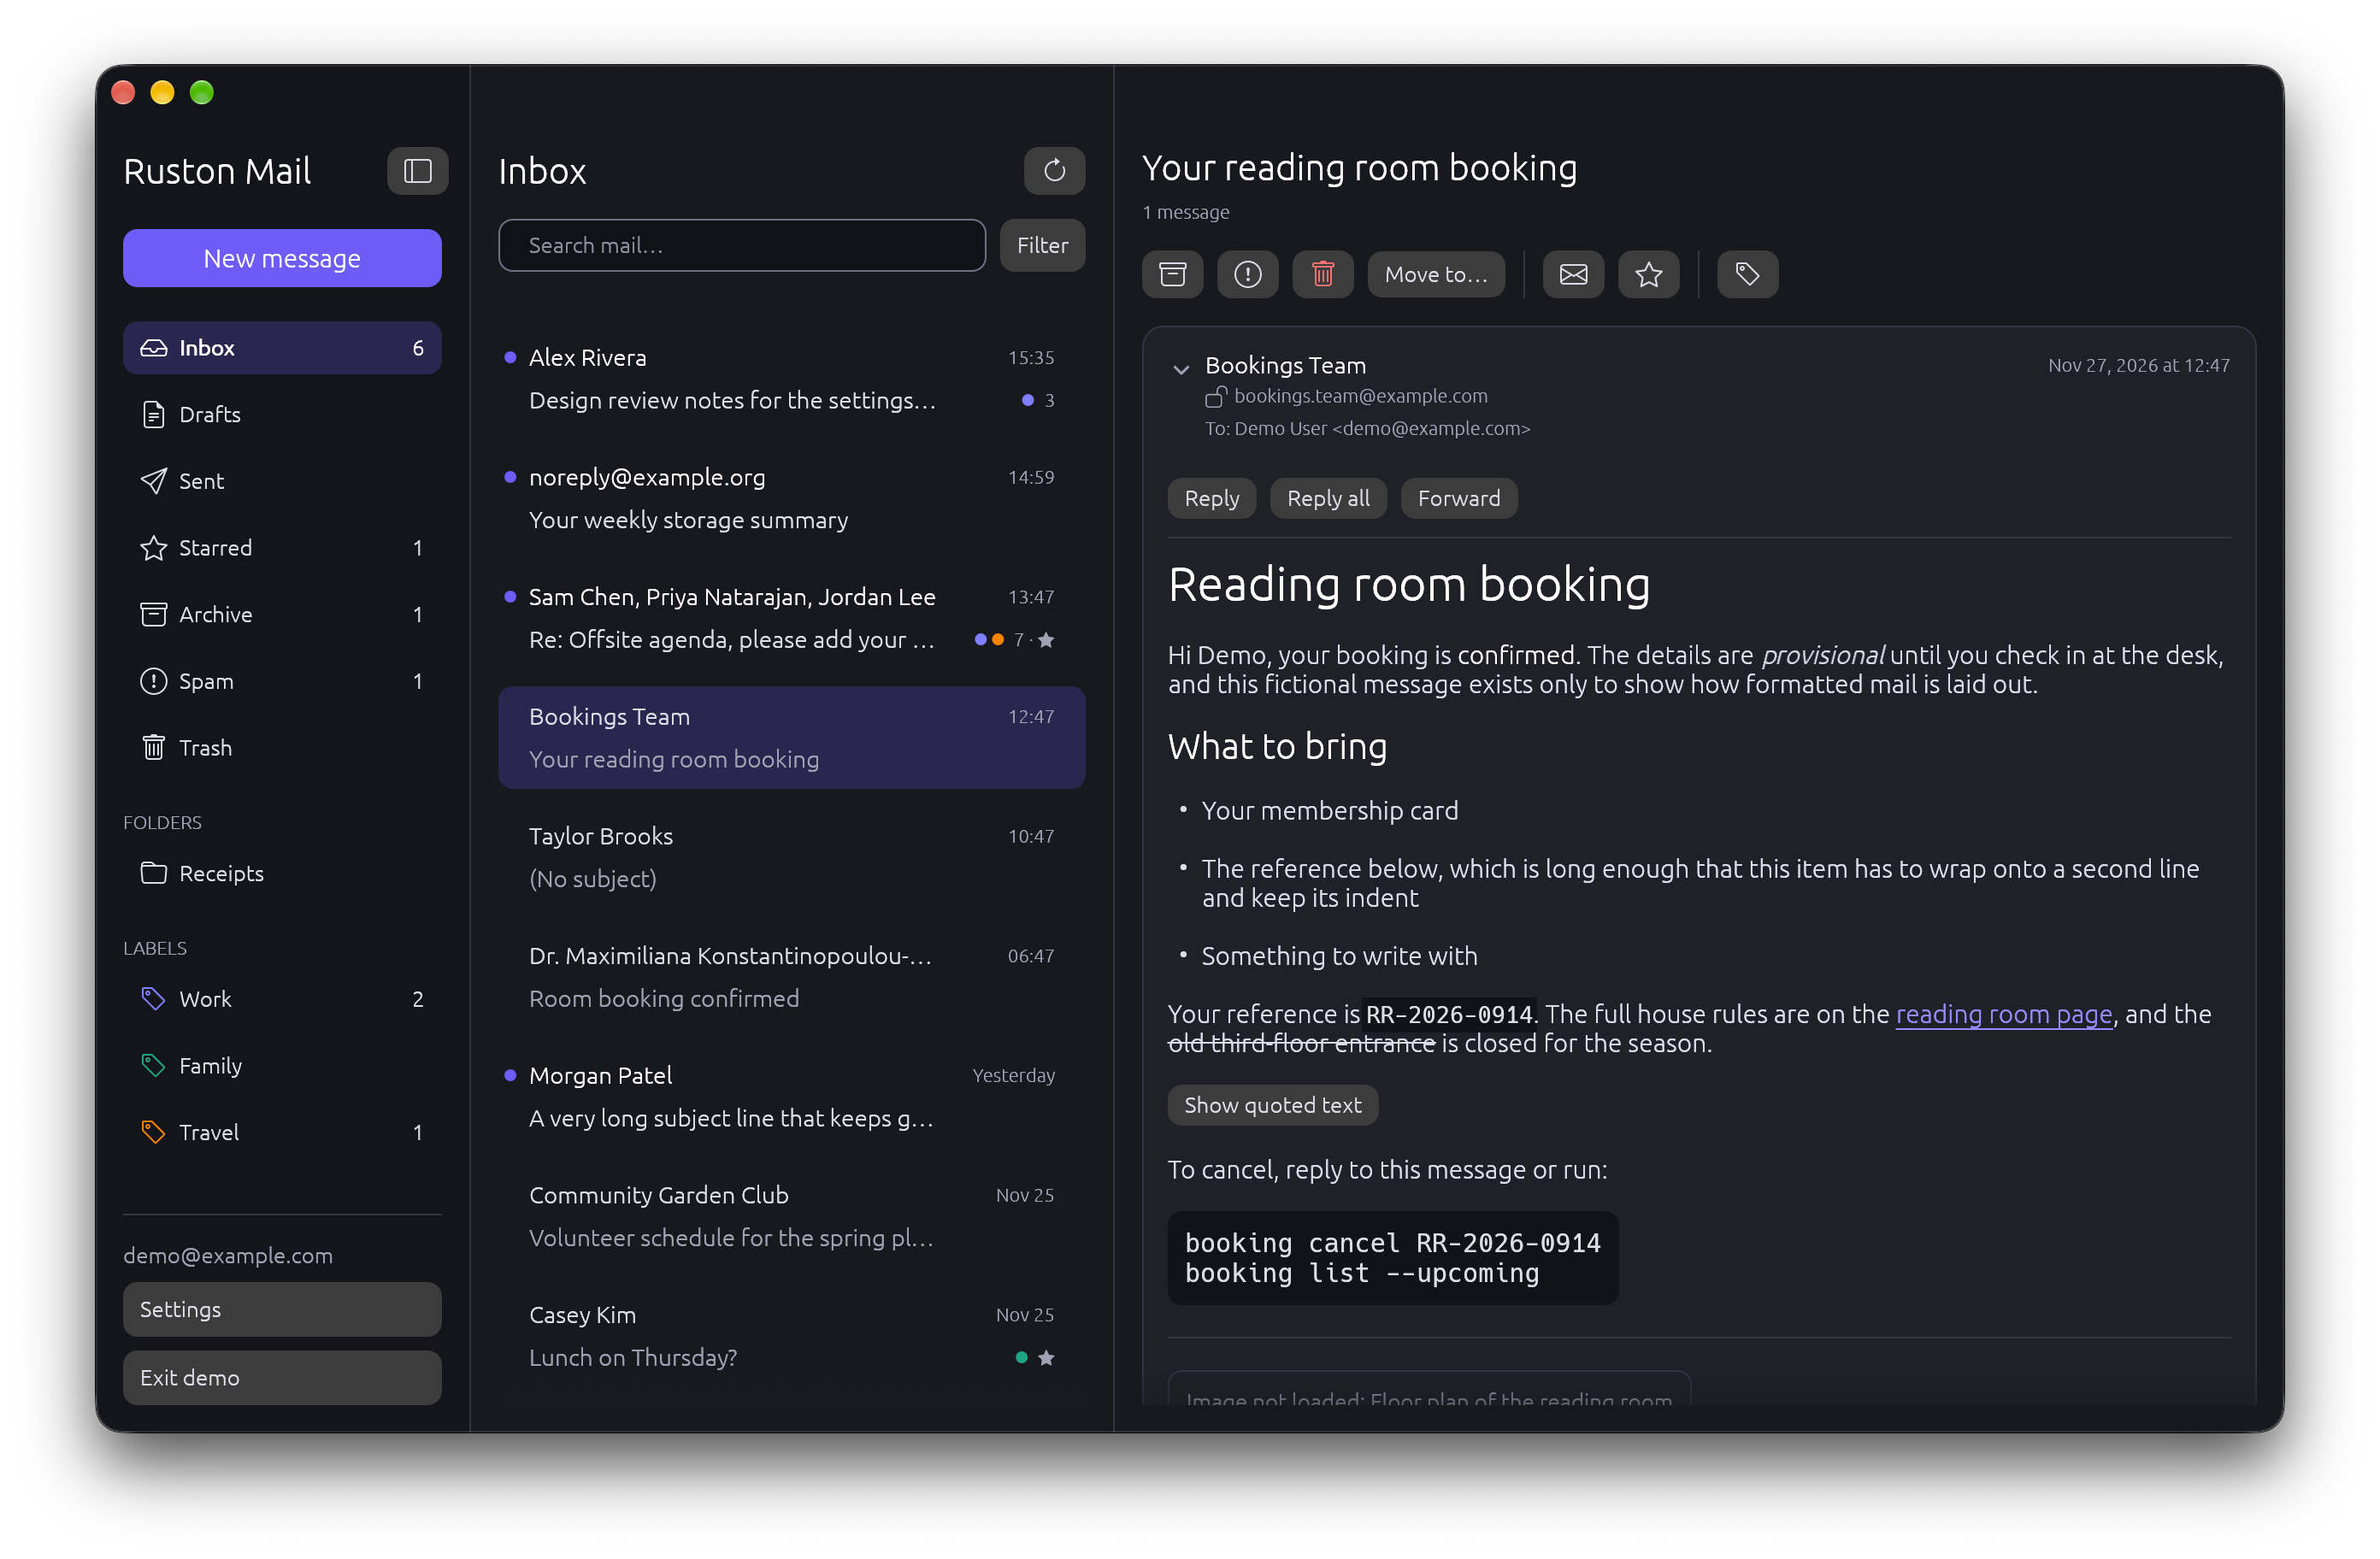 Ruston Mail
New message
Inbox 6
Drafts
Sent
Starred 1
Archive 1
Spam 1
Trash
FOLDERS
Receipts
LABELS
Work 2
Family
Travel 1
demo@example.com
Settings
Exit demo
Inbox
Search mail…
Filter
Alex Rivera 15:35
Design review notes for the settings… 3
noreply@example.org 14:59
Your weekly storage summary
Sam Chen, Priya Natarajan, Jordan Lee 13:47
Re: Offsite agenda, please add your … 7 ·
Bookings Team 12:47
Your reading room booking
Taylor Brooks 10:47
(No subject)
Dr. Maximiliana Konstantinopoulou-… 06:47
Room booking confirmed
Morgan Patel Yesterday
A very long subject line that keeps g…
Community Garden Club Nov 25
Volunteer schedule for the spring pl…
Casey Kim Nov 25
Lunch on Thursday?
Your reading room booking
1 message
Move to…
Bookings Team Nov 27, 2026 at 12:47
bookings.team@example.com
To: Demo User <demo@example.com>
Reply Reply all Forward
Reading room booking
Hi Demo, your booking is confirmed. The details are provisional until you check in at the desk,
and this fictional message exists only to show how formatted mail is laid out.
What to bring
• Your membership card
• The reference below, which is long enough that this item has to wrap onto a second line
and keep its indent
• Something to write with
Your reference is RR-2026-0914. The full house rules are on the reading room page, and the
old third-floor entrance is closed for the season.
Show quoted text
To cancel, reply to this message or run:
booking cancel RR-2026-0914
booking list --upcoming
Image not loaded: Floor plan of the reading room